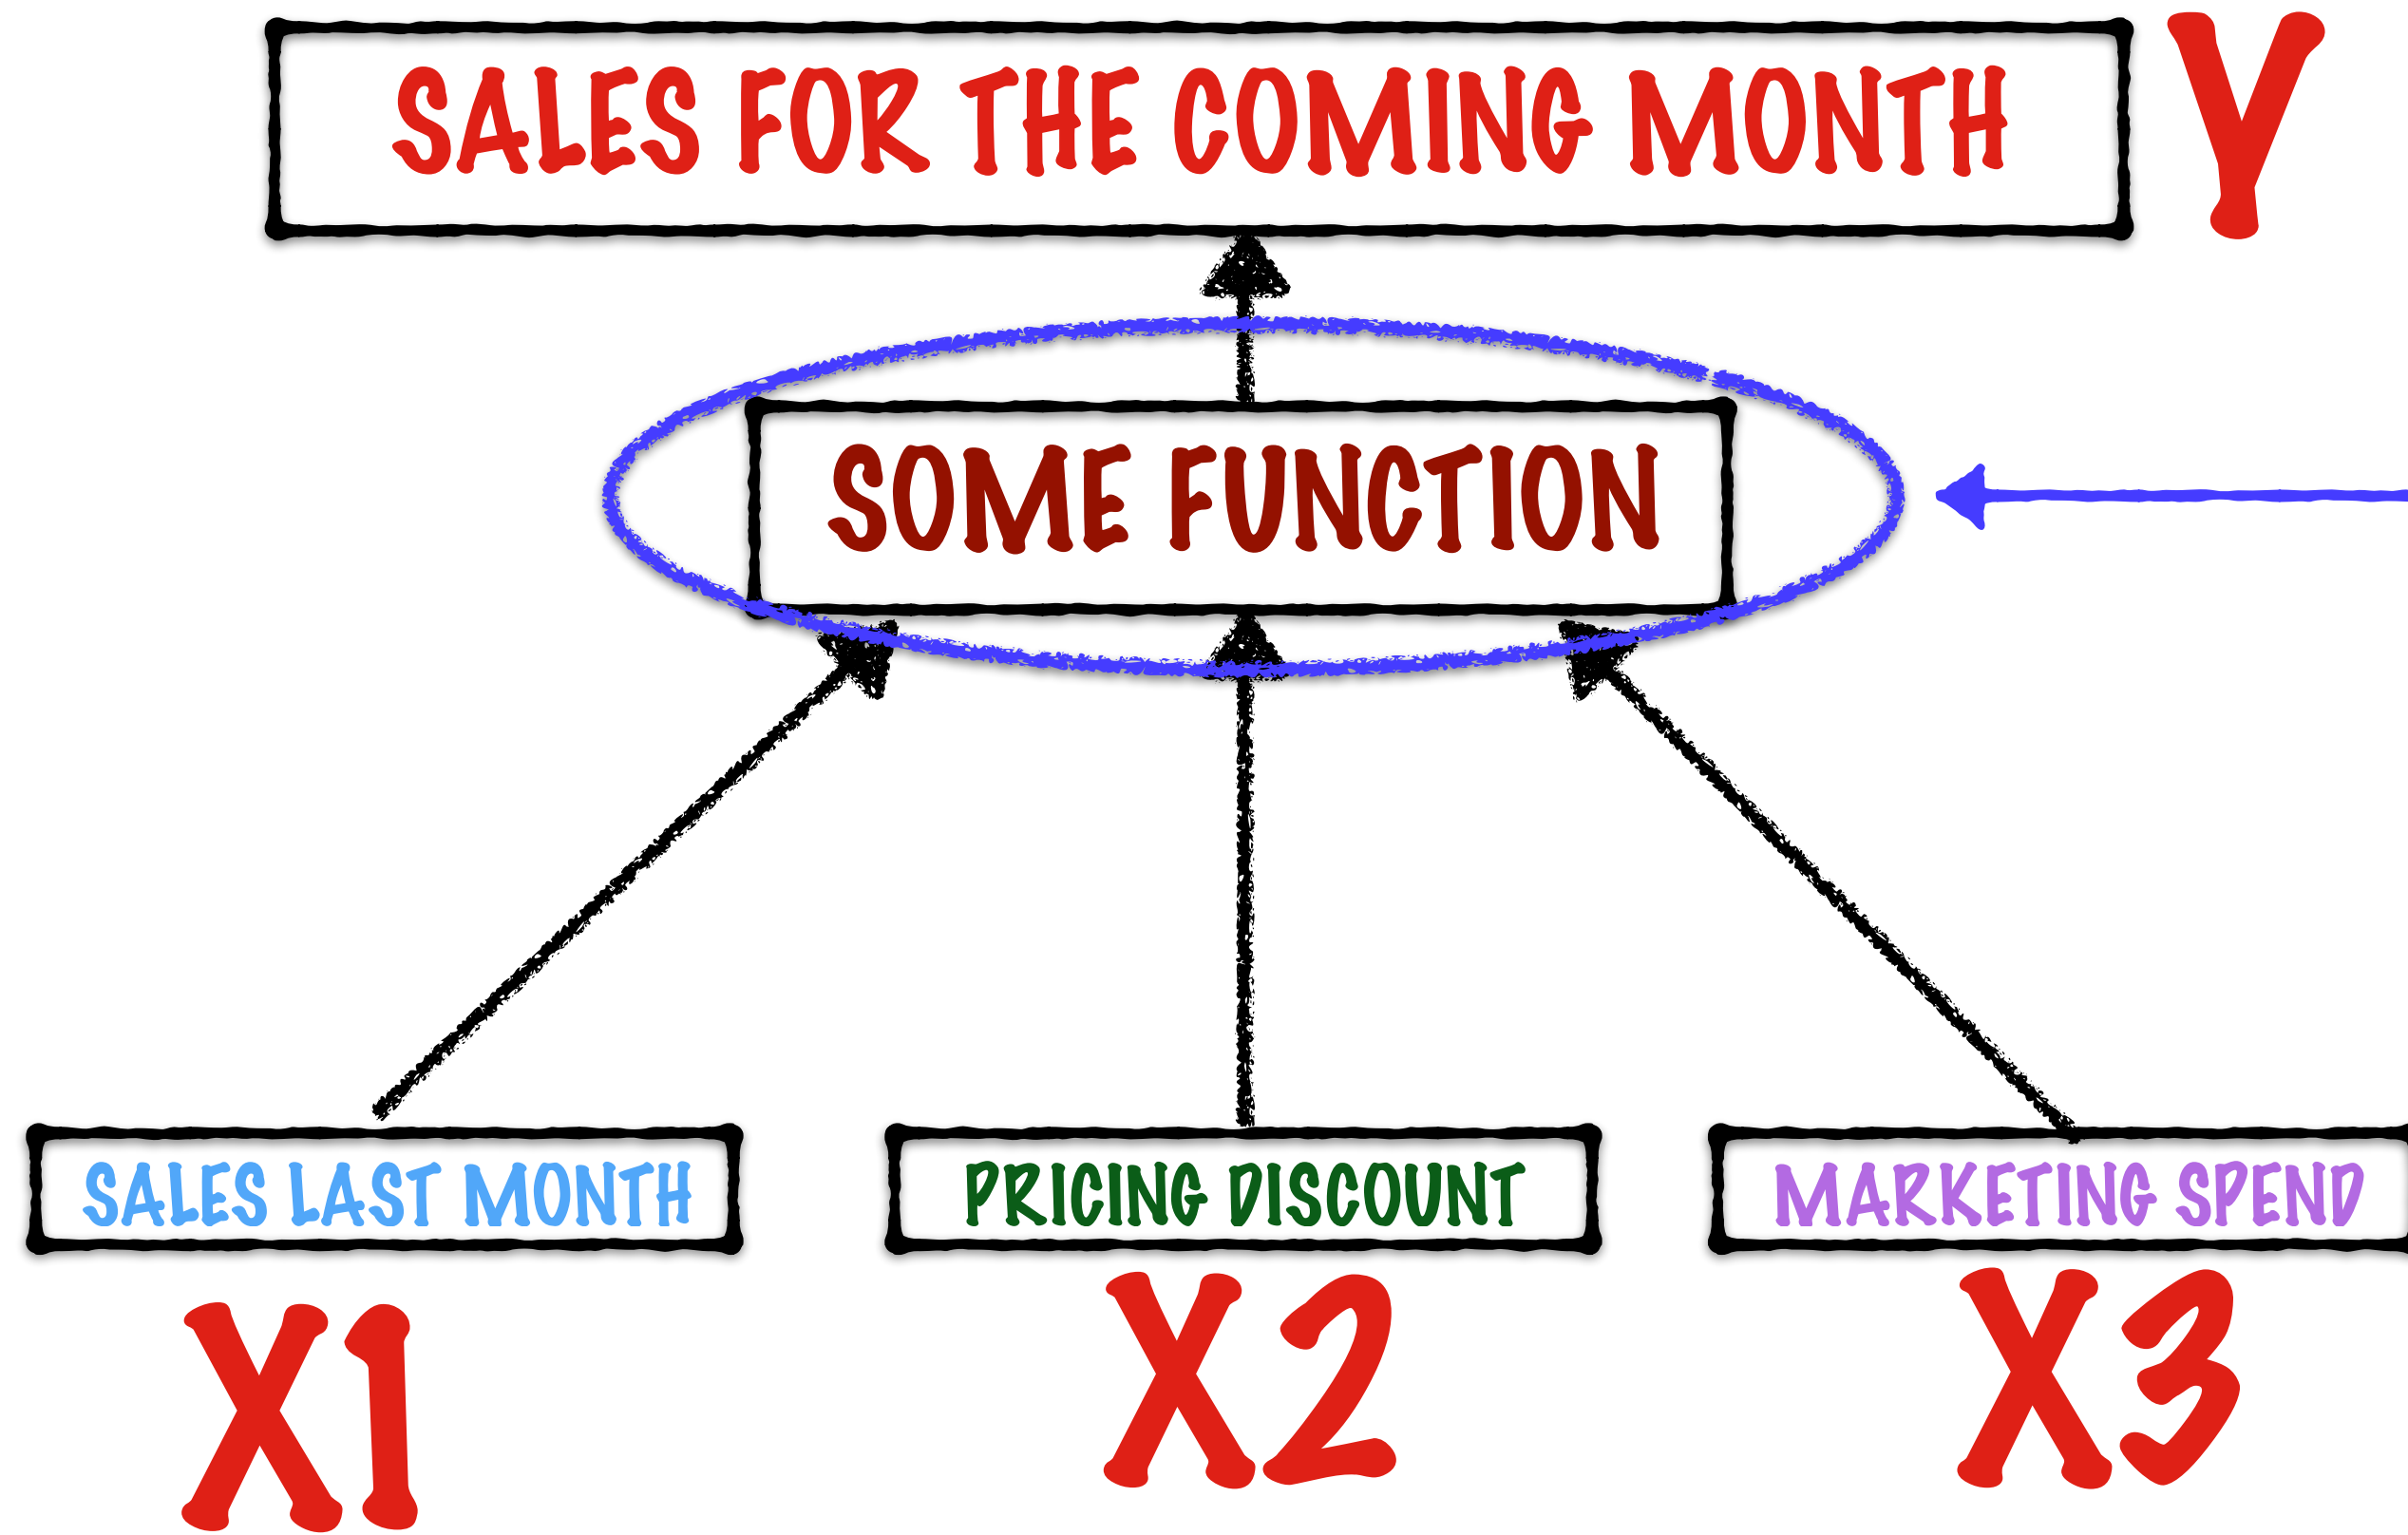 SALES FOR THE COMING MONTH
Y
SOME FUNCTION
SALES LAST MONTH
PRICING DISCOUNT
MARKETING SPEND
X1
X2
X3